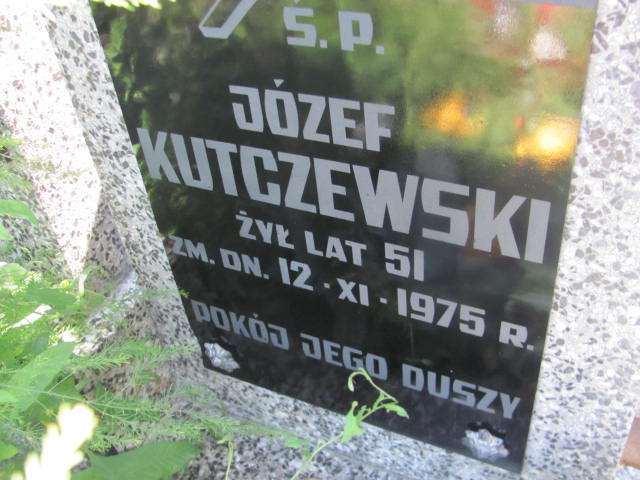 Ś. P.
JÓZEF
KUTCZEWSKI
ŻYŁ LAT 51
ZM. DN. 12-XI-1975 R.
POKÓJ JEGO DUSZY